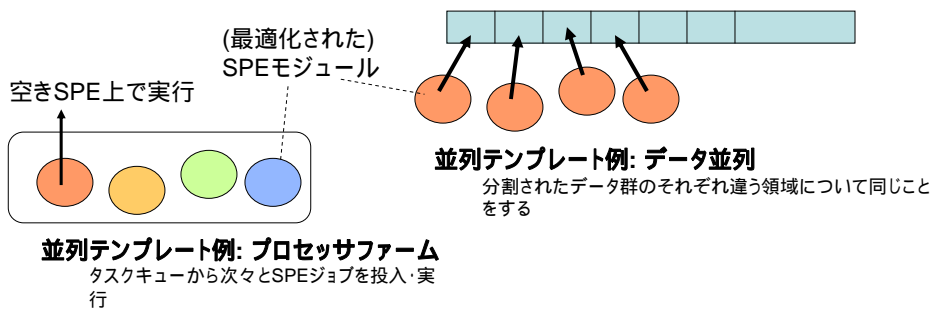 (最適化された)
SPEモジュール
空きSPE上で実行
並列テンプレート例: データ並列
分割されたデータ群のそれぞれ違う領域について同じこと
をする
並列テンプレート例: プロセッサファーム
タスクキューから次々とSPEジョブを投入・実
行